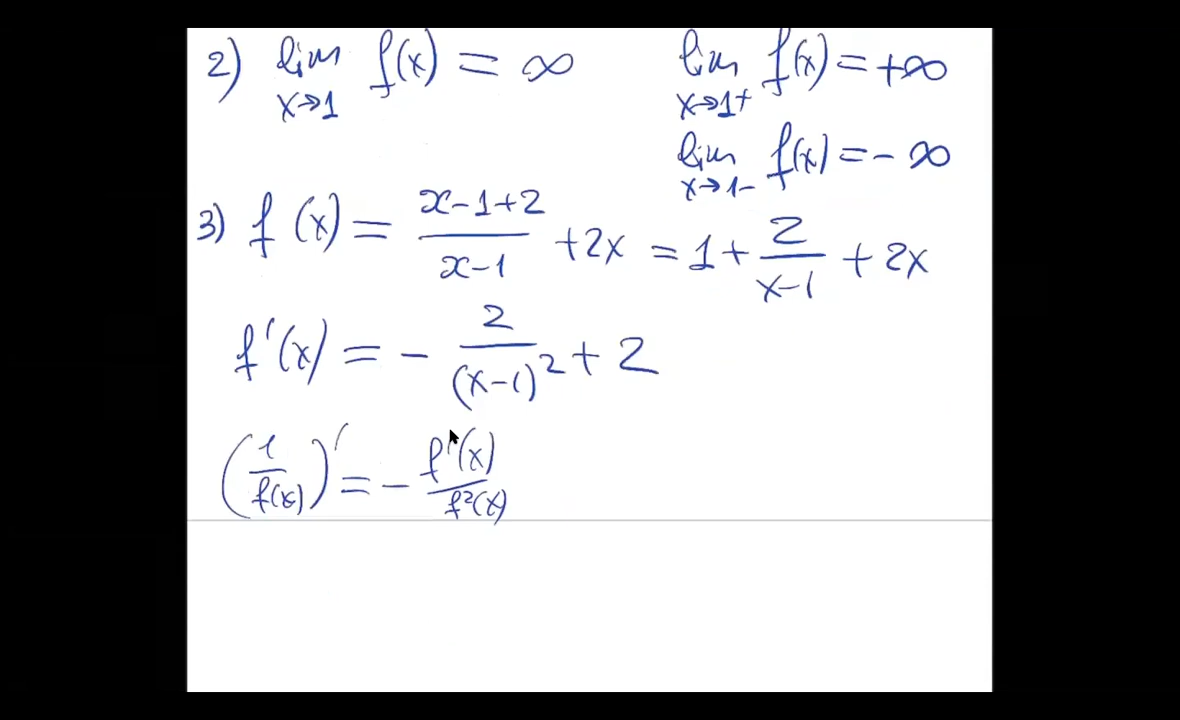 2) lim x→1 f(x) = ∞
lim x→1+ f(x) = +∞
lim x→1- f(x) = -∞
3) f(x) = (x-1+2)/(x-1) + 2x = 1 + 2/(x-1) + 2x
f'(x) = - 2/(x-1)² + 2
(1/f(x))' = - f'(x)/f²(x)